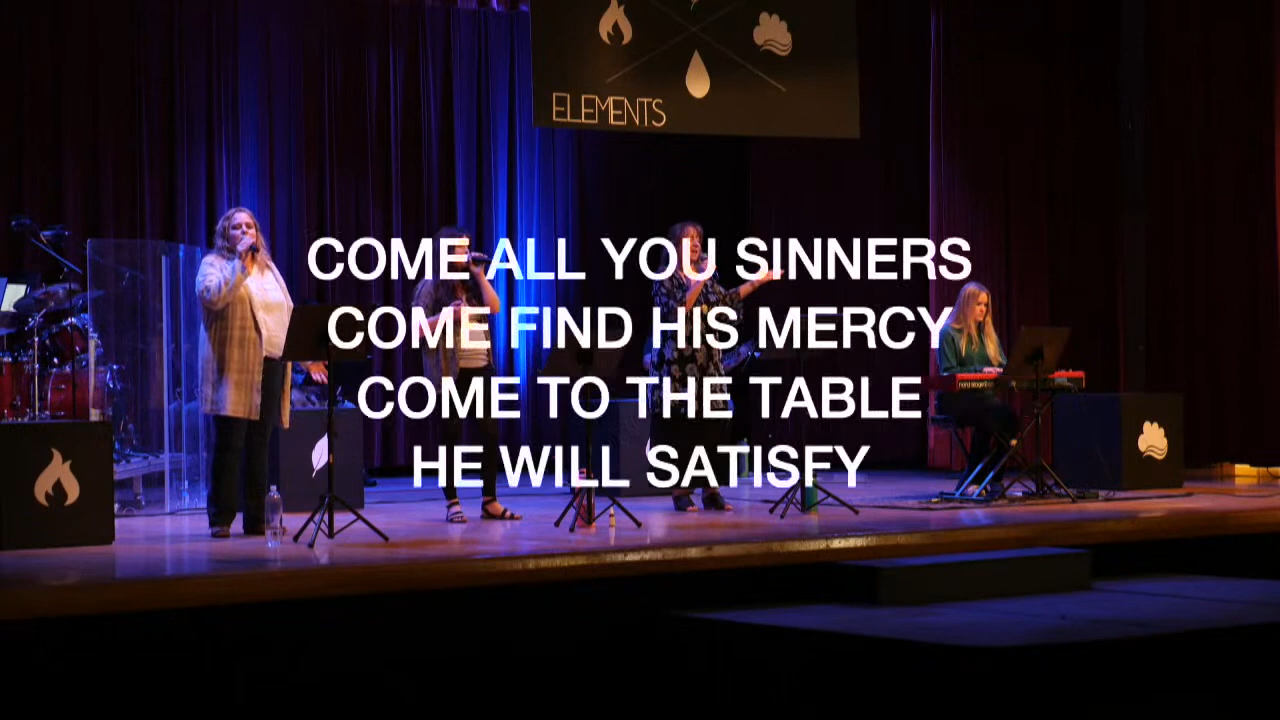 ELEMENTS
COME ALL YOU SINNERS
COME FIND HIS MERCY
COME TO THE TABLE
HE WILL SATISFY